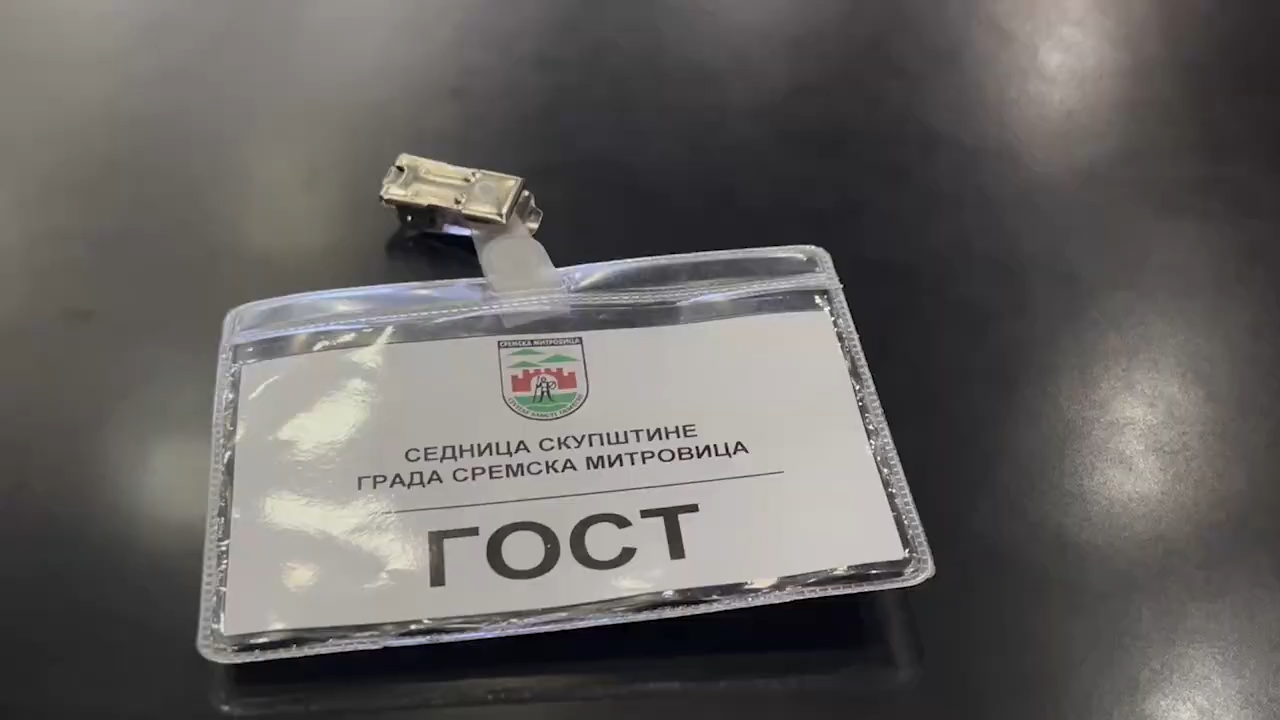 СРЕМСКА МИТРОВИЦА
СЕДНИЦА СКУПШТИНЕ
ГРАДА СРЕМСКА МИТРОВИЦА
ГОСТ